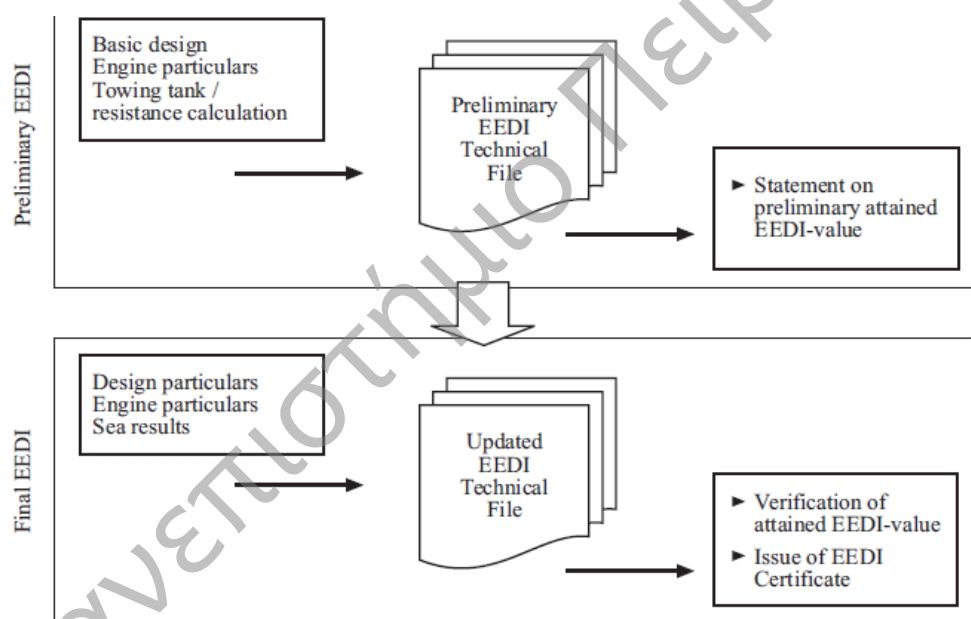 Preliminary EEDI
Basic design
Engine particulars
Towing tank /
resistance calculation
Preliminary
EEDI
Technical
File
► Statement on
preliminary attained
EEDI-value
Final EEDI
Design particulars
Engine particulars
Sea results
Updated
EEDI
Technical
File
► Verification of
attained EEDI-value
► Issue of EEDI
Certificate